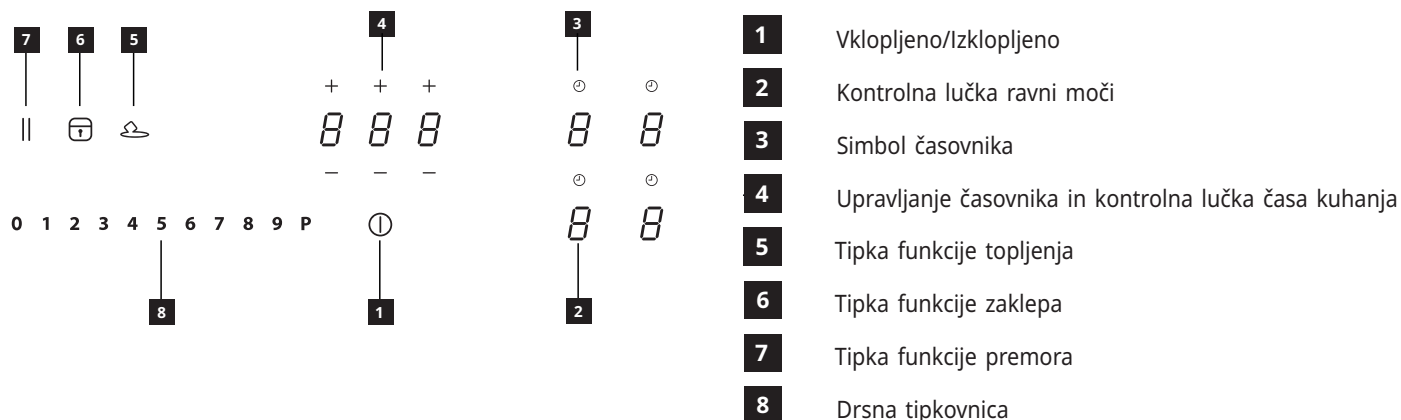 4 3
7 6 5
+ + +
8 8 8 8 8
− − −
8 8
0 1 2 3 4 5 6 7 8 9 P
8 1 2
1 Vklopljeno/Izklopljeno
2 Kontrolna lučka ravni moči
3 Simbol časovnika
4 Upravljanje časovnika in kontrolna lučka časa kuhanja
5 Tipka funkcije topljenja
6 Tipka funkcije zaklepa
7 Tipka funkcije premora
8 Drsna tipkovnica